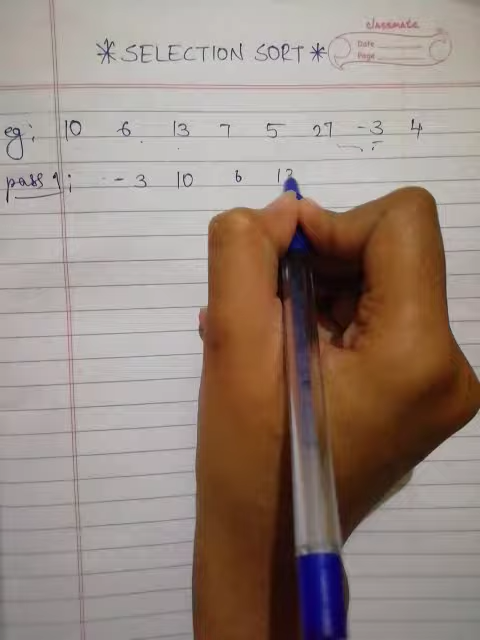 classmate
Date
Page
*SELECTION SORT*
eg: 10 6 13 7 5 27 -3 4
pass 1: -3 10 6 13